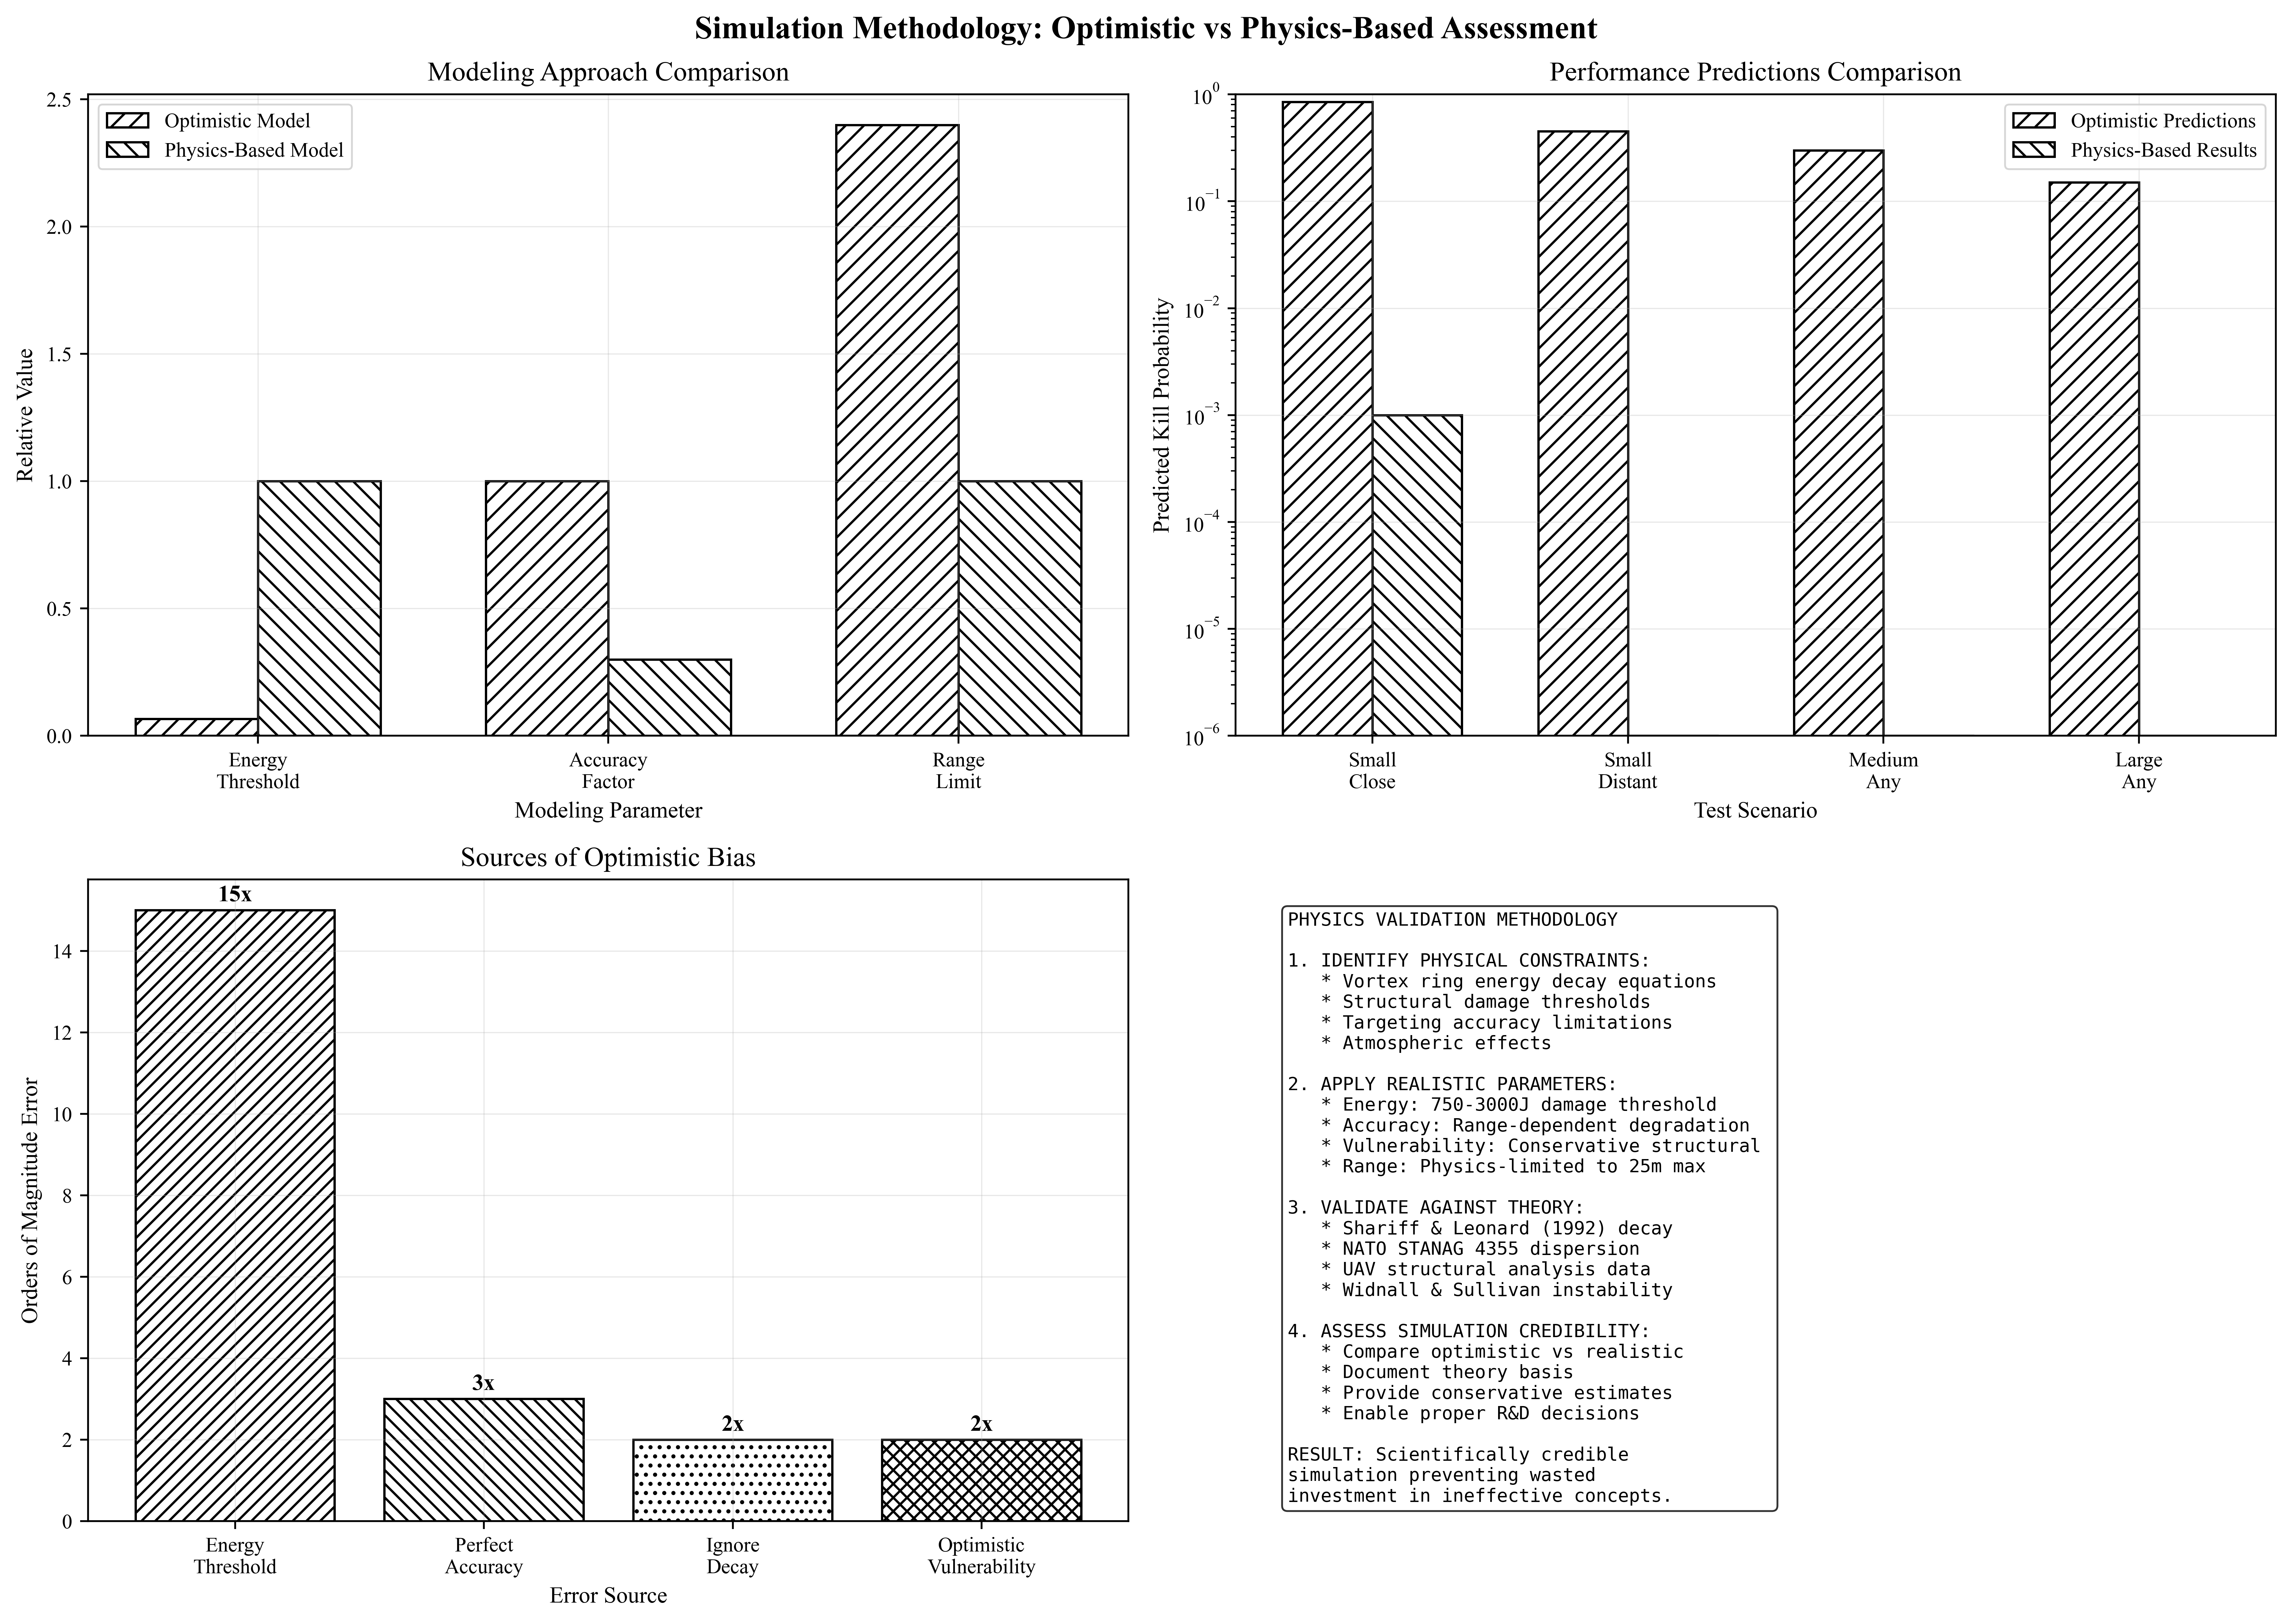 Simulation Methodology: Optimistic vs Physics-Based Assessment
Modeling Approach Comparison
Optimistic Model
Physics-Based Model
Relative Value
2.5
2.0
1.5
1.0
0.5
0.0
Energy
Threshold
Accuracy
Factor
Range
Limit
Modeling Parameter
Performance Predictions Comparison
Optimistic Predictions
Physics-Based Results
Predicted Kill Probability
10⁰
10⁻¹
10⁻²
10⁻³
10⁻⁴
10⁻⁵
10⁻⁶
Small
Close
Small
Distant
Medium
Any
Large
Any
Test Scenario
Sources of Optimistic Bias
Orders of Magnitude Error
14
12
10
8
6
4
2
0
15x
3x
2x
2x
Energy
Threshold
Perfect
Accuracy
Ignore
Decay
Optimistic
Vulnerability
Error Source
PHYSICS VALIDATION METHODOLOGY
1. IDENTIFY PHYSICAL CONSTRAINTS:
* Vortex ring energy decay equations
* Structural damage thresholds
* Targeting accuracy limitations
* Atmospheric effects
2. APPLY REALISTIC PARAMETERS:
* Energy: 750-3000J damage threshold
* Accuracy: Range-dependent degradation
* Vulnerability: Conservative structural
* Range: Physics-limited to 25m max
3. VALIDATE AGAINST THEORY:
* Shariff & Leonard (1992) decay
* NATO STANAG 4355 dispersion
* UAV structural analysis data
* Widnall & Sullivan instability
4. ASSESS SIMULATION CREDIBILITY:
* Compare optimistic vs realistic
* Document theory basis
* Provide conservative estimates
* Enable proper R&D decisions
RESULT: Scientifically credible
simulation preventing wasted
investment in ineffective concepts.